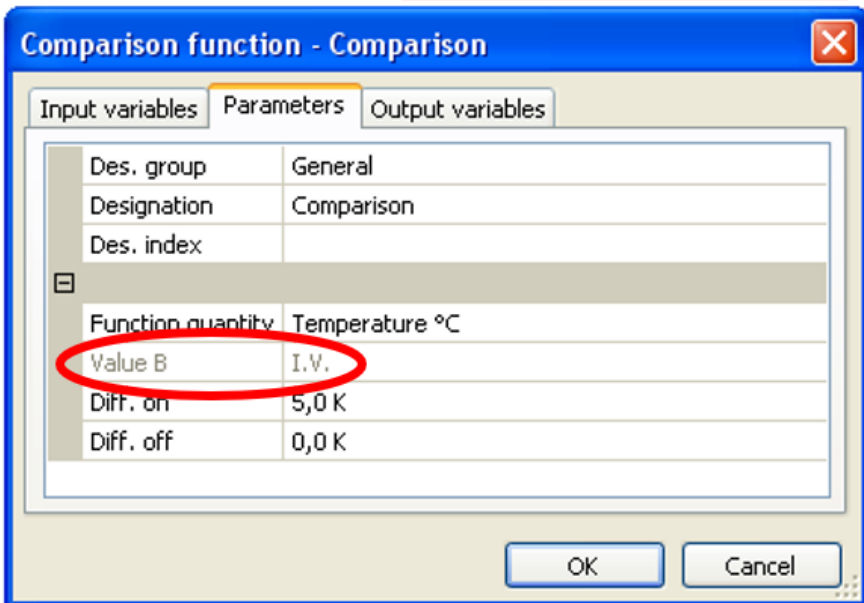 Comparison function - Comparison
Input variables Parameters Output variables
Des. group General
Designation Comparison
Des. index
Function quantity Temperature °C
Value B I.V.
Diff. on 5,0 K
Diff. off 0,0 K
OK Cancel